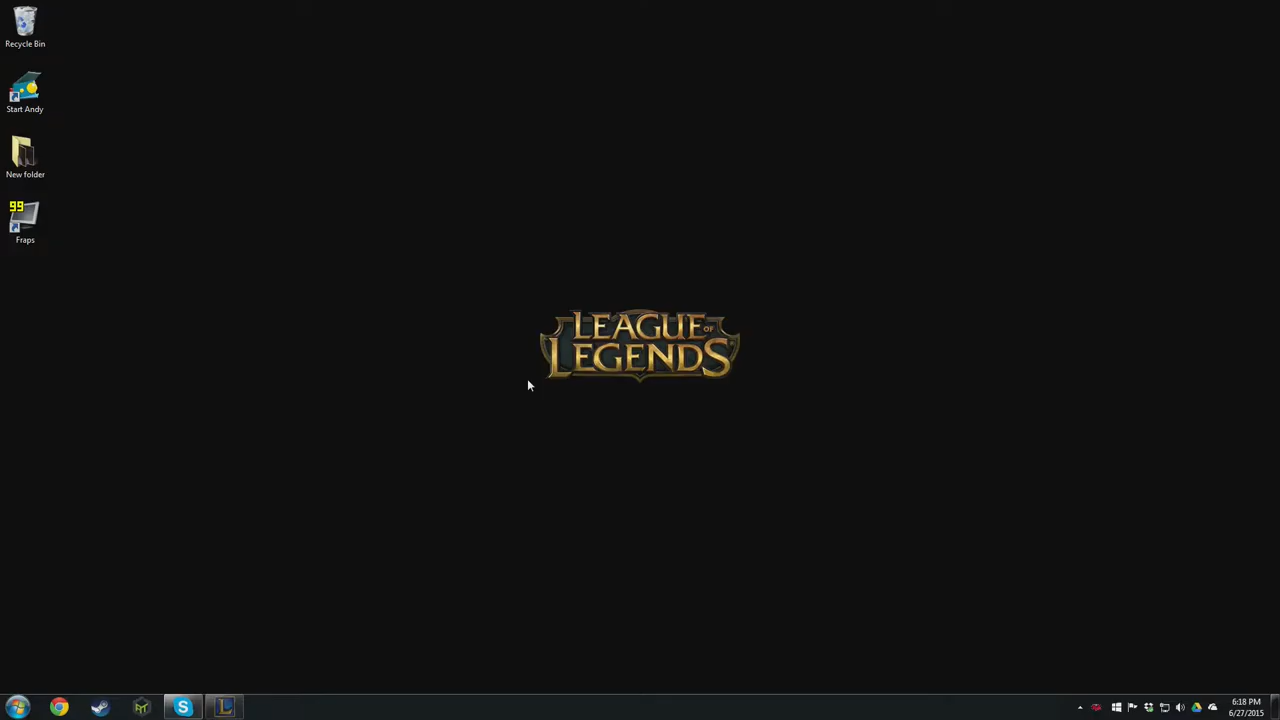 Recycle Bin
Start Andy
New folder
99
Fraps
LEAGUE OF
LEGENDS
6:18 PM
6/27/2015